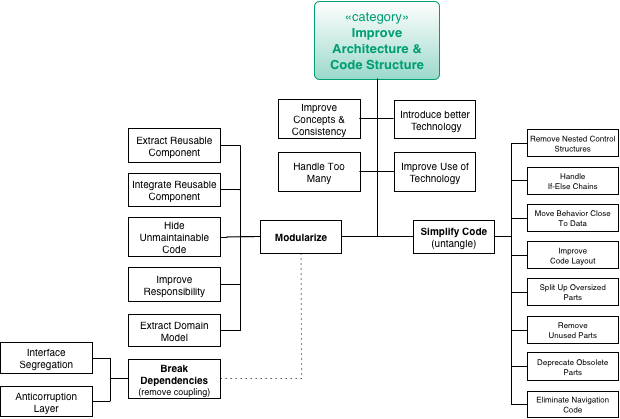 «category»
Improve
Architecture &
Code Structure
Improve
Concepts &
Consistency
Introduce better
Technology
Handle Too
Many
Improve Use of
Technology
Extract Reusable
Component
Integrate Reusable
Component
Hide
Unmaintainable
Code
Improve
Responsibility
Extract Domain
Model
Modularize
Simplify Code
(untangle)
Break
Dependencies
(remove coupling)
Interface
Segregation
Anticorruption
Layer
Remove Nested Control
Structures
Handle
If-Else Chains
Move Behavior Close
To Data
Improve
Code Layout
Split Up Oversized
Parts
Remove
Unused Parts
Deprecate Obsolete
Parts
Eliminate Navigation
Code